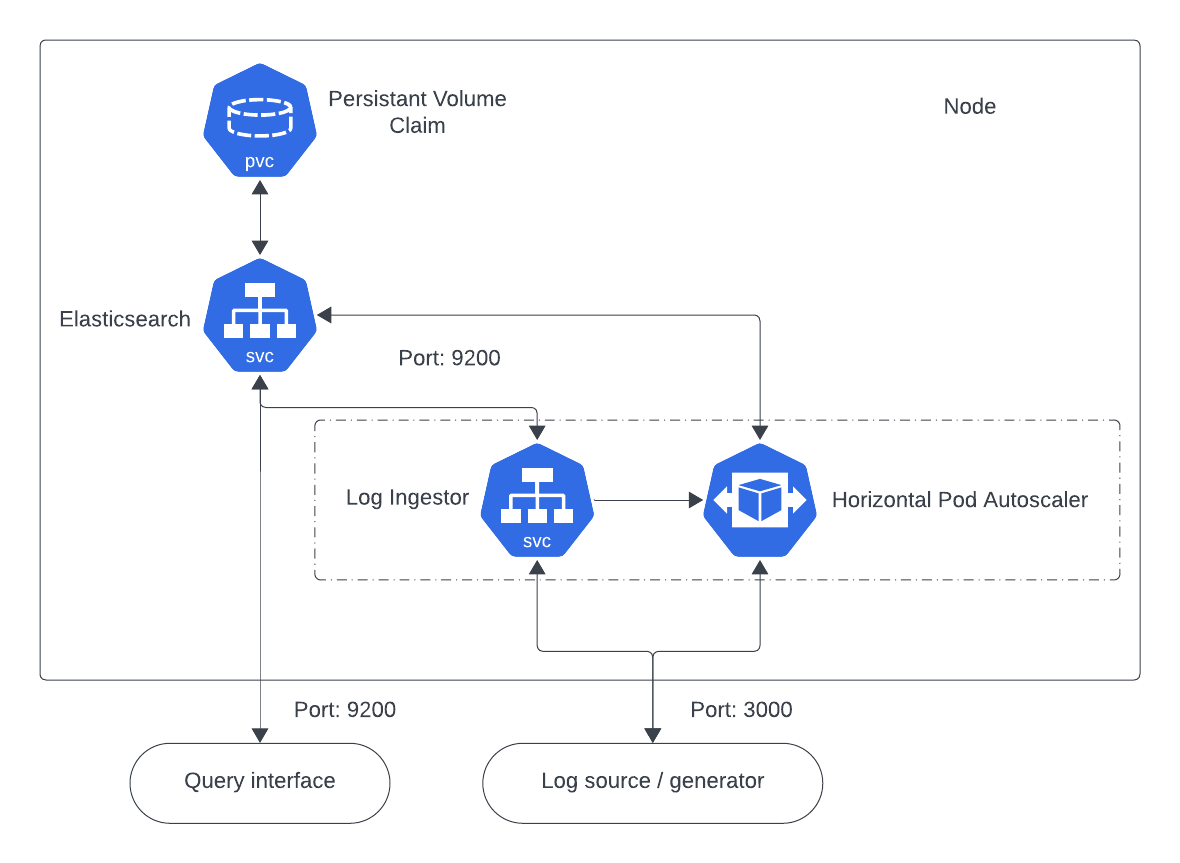 Persistant Volume
Claim
Node
pvc
Elasticsearch
svc
Port: 9200
Log Ingestor
svc
Horizontal Pod Autoscaler
Port: 9200
Port: 3000
Query interface
Log source / generator